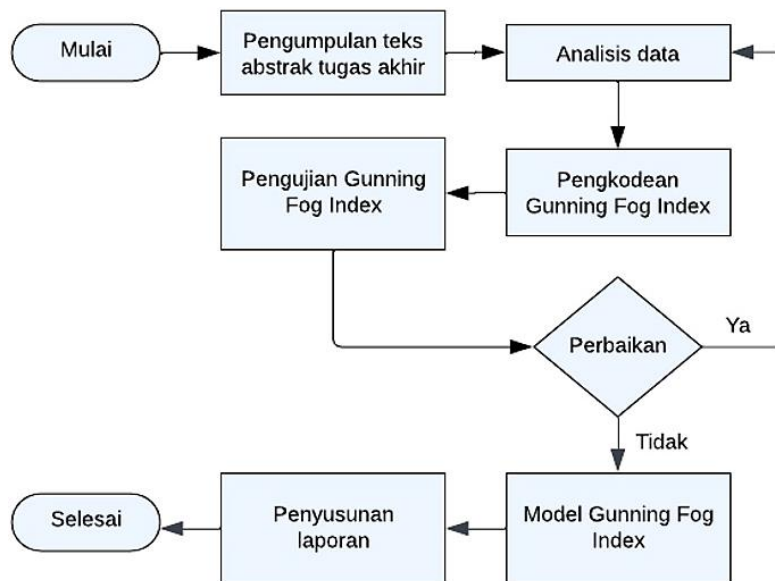 Mulai
Pengumpulan teks
abstrak tugas akhir
Analisis data
Pengkodean
Gunning Fog Index
Pengujian Gunning
Fog Index
Perbaikan
Ya
Tidak
Model Gunning Fog
Index
Penyusunan
laporan
Selesai